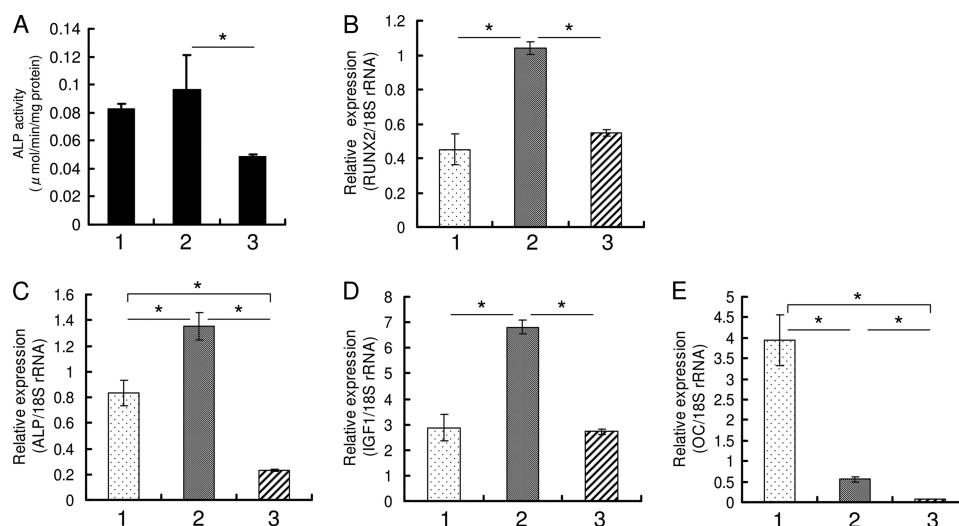 A
ALP activity
(μ mol/min/mg protein)
0.14
0.12
0.1
0.08
0.06
0.04
0.02
0
*
1 2 3
B
Relative expression
(RUNX2/18S rRNA)
1.2
1
0.8
0.6
0.4
0.2
0
* *
1 2 3
C
Relative expression
(ALP/18S rRNA)
1.6
1.4
1.2
1
0.8
0.6
0.4
0.2
0
*
* *
1 2 3
D
Relative expression
(IGF1/18S rRNA)
8
7
6
5
4
3
2
1
0
* *
1 2 3
E
Relative expression
(OC/18S rRNA)
5
4.5
4
3.5
3
2.5
2
1.5
1
0.5
0
*
* *
1 2 3